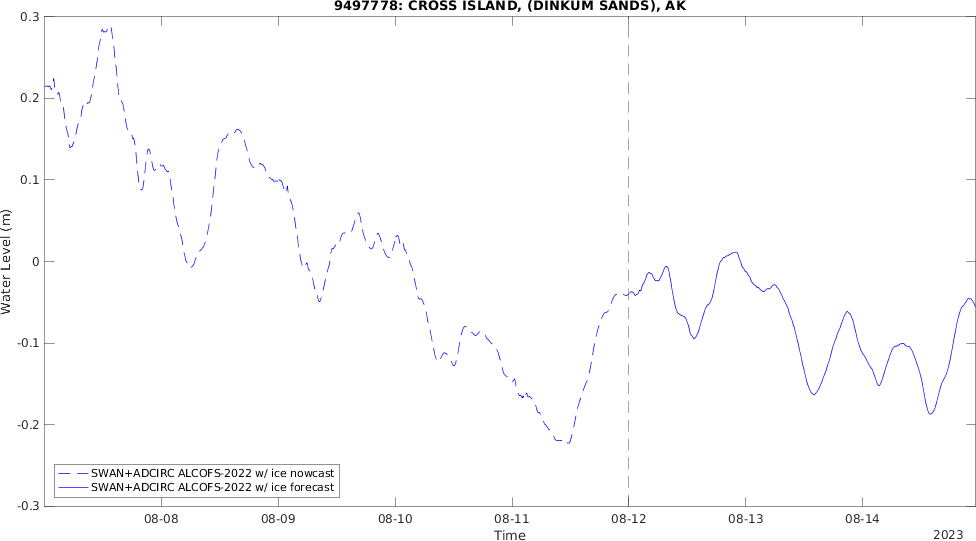 9497778: CROSS ISLAND, (DINKUM SANDS), AK
0.3
0.2
0.1
0
-0.1
-0.2
-0.3
Water Level (m)
SWAN+ADCIRC ALCOFS-2022 w/ ice nowcast
SWAN+ADCIRC ALCOFS-2022 w/ ice forecast
08-08 08-09 08-10 08-11 08-12 08-13 08-14
Time
2023